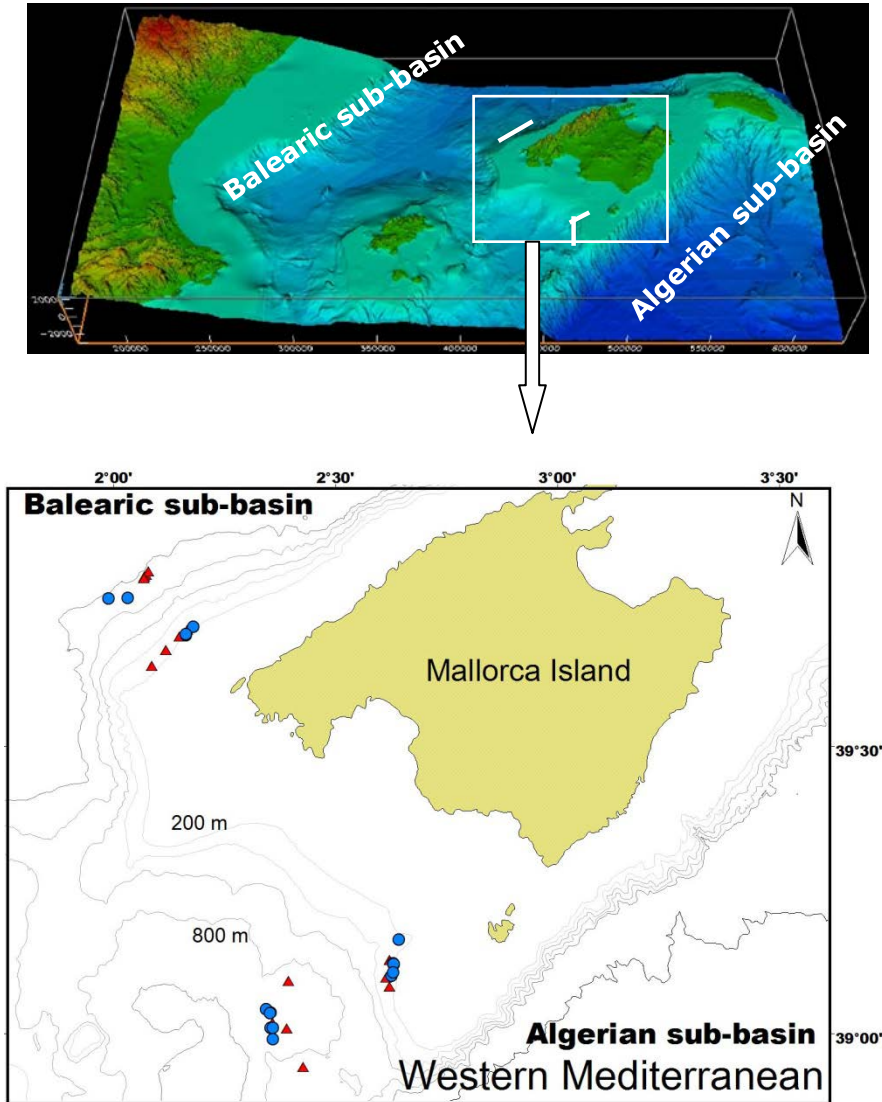 Balearic sub-basin
Algerian sub-basin
2000
0
-2000
200000
250000
300000
350000
400000
450000
500000
550000
600000
2°00'
2°30'
3°00'
3°30'
Balearic sub-basin
N
Mallorca Island
39°30'
200 m
800 m
Algerian sub-basin
39°00'
Western Mediterranean